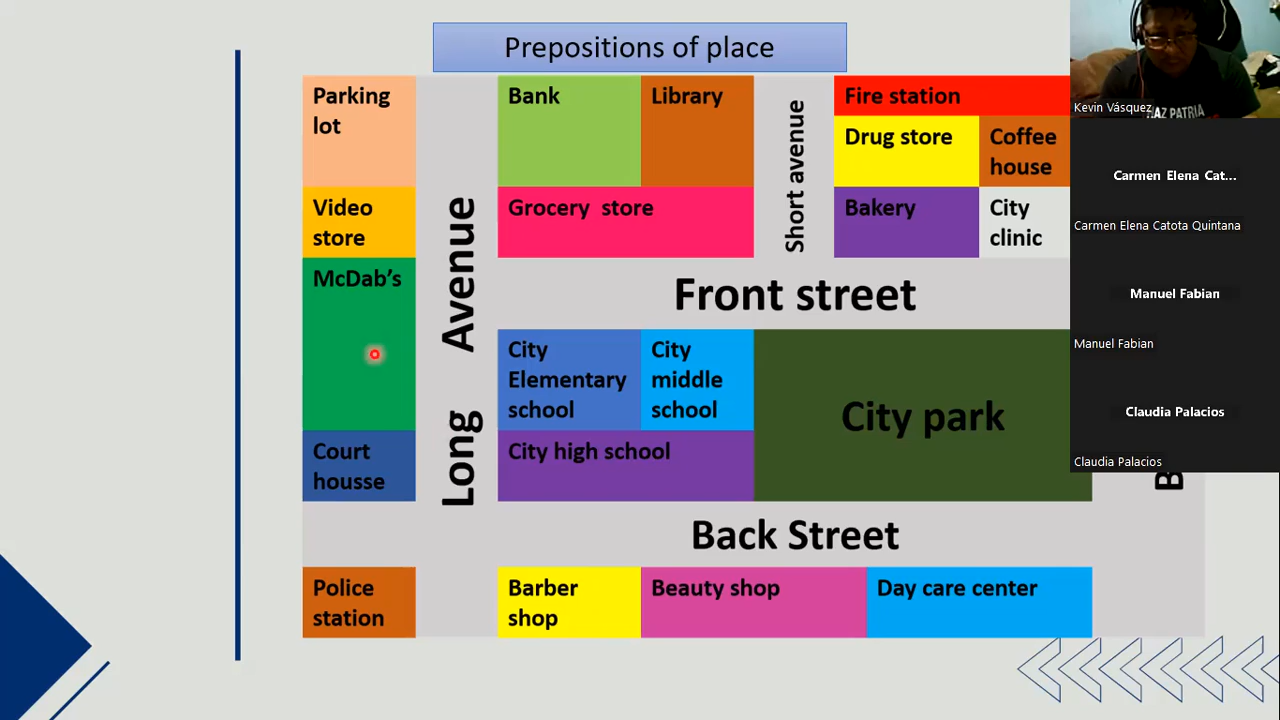 Prepositions of place
Parking
lot
Bank
Library
Short avenue
Fire station
Drug store
Coffee
house
Video
store
Grocery  store
Bakery
City
clinic
McDab's
Long Avenue
Front street
City
Elementary
school
City
middle
school
City park
Court
housse
City high school
B
Back Street
Police
station
Barber
shop
Beauty shop
Day care center
HAZ PATRIA
Kevin Vásquez
Carmen Elena Cat...
Carmen Elena Catota Quintana
Manuel Fabian
Manuel Fabian
Claudia Palacios
Claudia Palacios